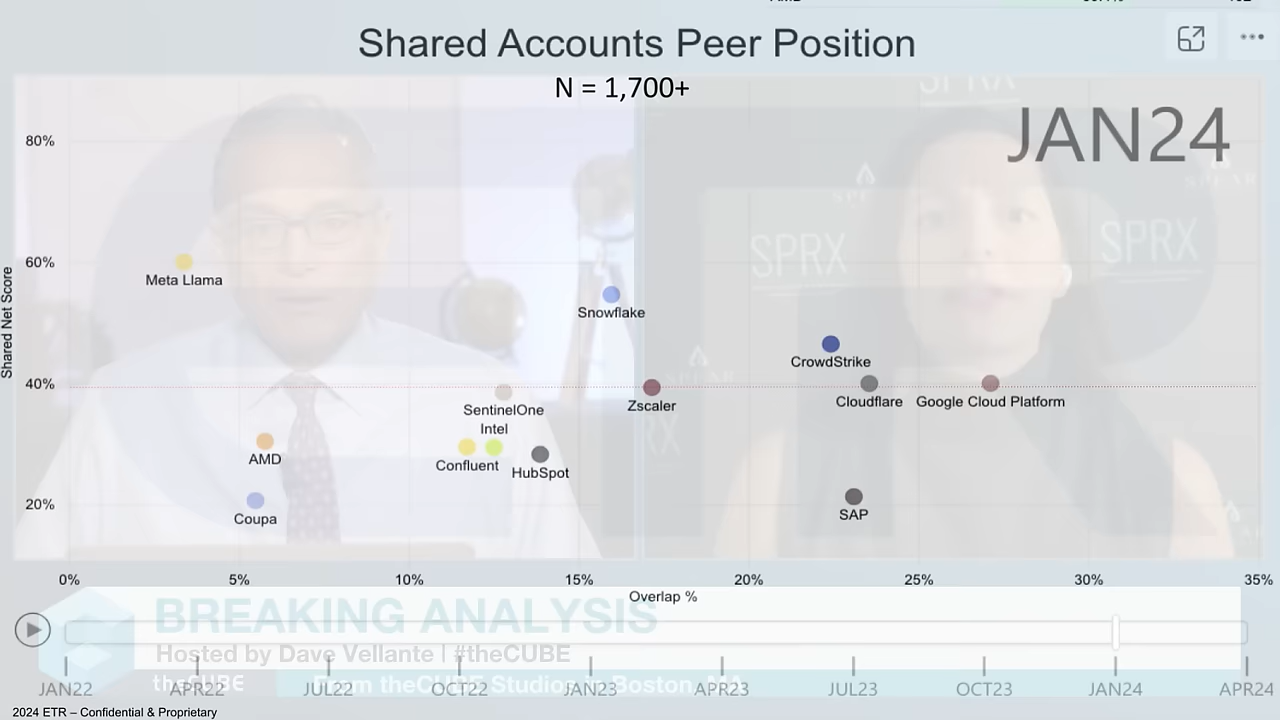 Shared Accounts Peer Position
N = 1,700+
JAN24
SPRX
SPRX
80%
60%
40%
20%
Shared Net Score
Meta Llama
Snowflake
CrowdStrike
Cloudflare
Google Cloud Platform
Zscaler
SentinelOne
Intel
Confluent
HubSpot
AMD
Coupa
SAP
0%
5%
10%
15%
20%
25%
30%
35%
Overlap %
BREAKING ANALYSIS
Hosted by Dave Vellante | #theCUBE
theCUBE
From theCUBE Studios in Boston, MA
JAN22
APR22
JUL22
OCT22
JAN23
APR23
JUL23
OCT23
JAN24
APR24
2024 ETR – Confidential & Proprietary